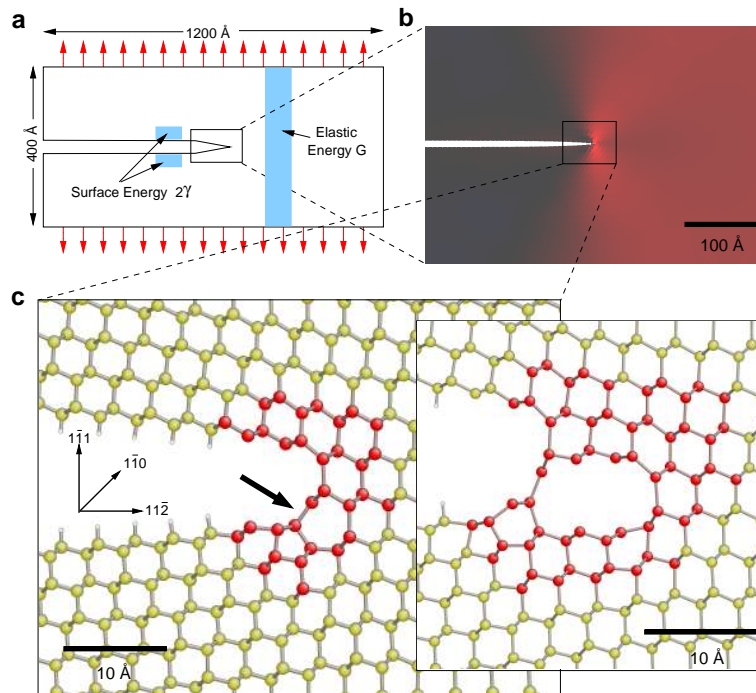 a
1200 Å
400 Å
Elastic
Energy G
Surface Energy 2γ
b
100 Å
c
11̄1
11̄0
112̄
10 Å
10 Å